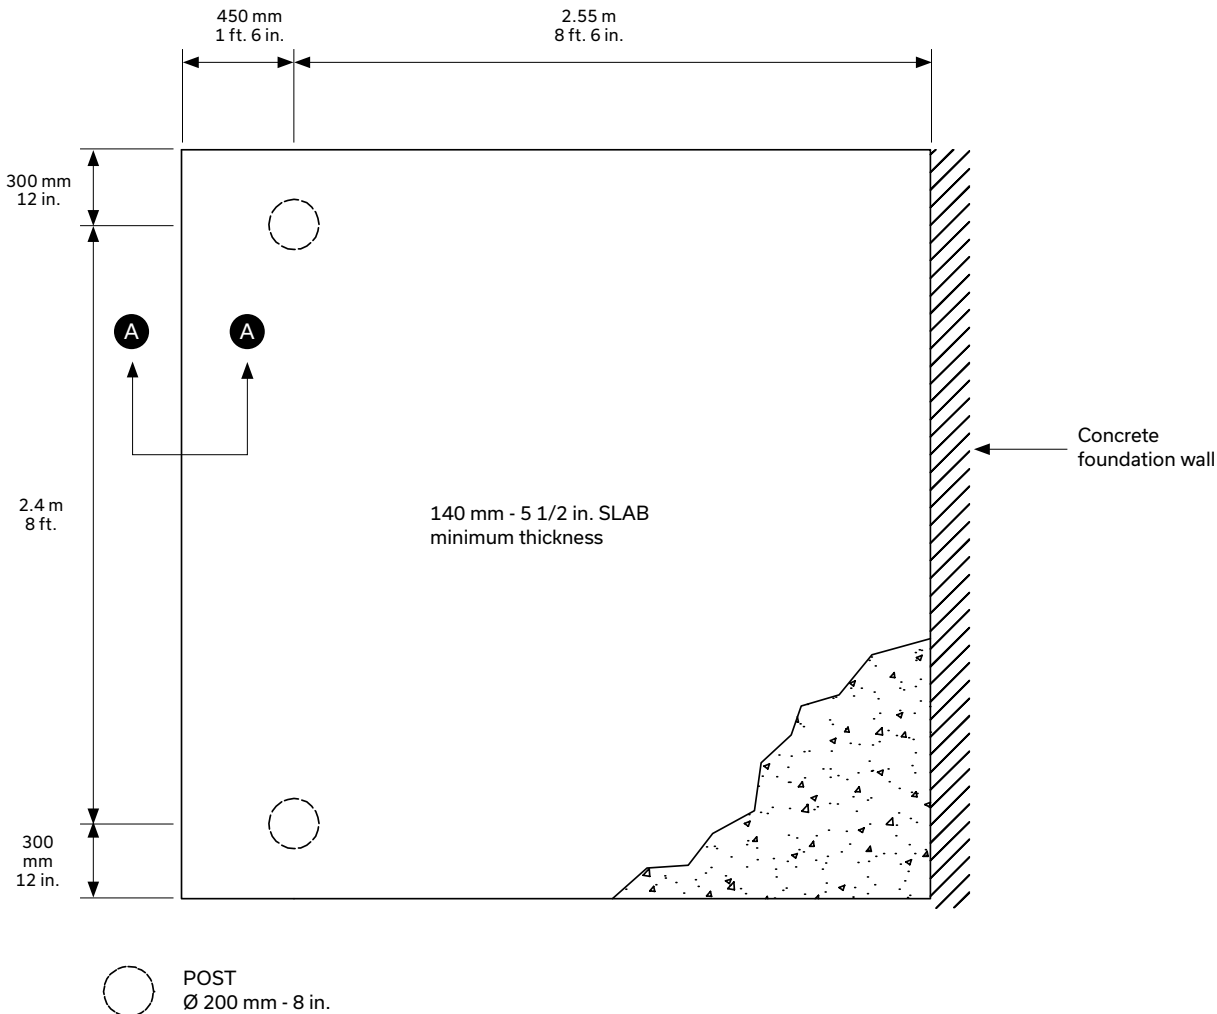 450 mm
1 ft. 6 in.
2.55 m
8 ft. 6 in.
300 mm
12 in.
A
A
Concrete
foundation wall
2.4 m
8 ft.
140 mm - 5 1/2 in. SLAB
minimum thickness
300
mm
12 in.
POST
Ø 200 mm - 8 in.